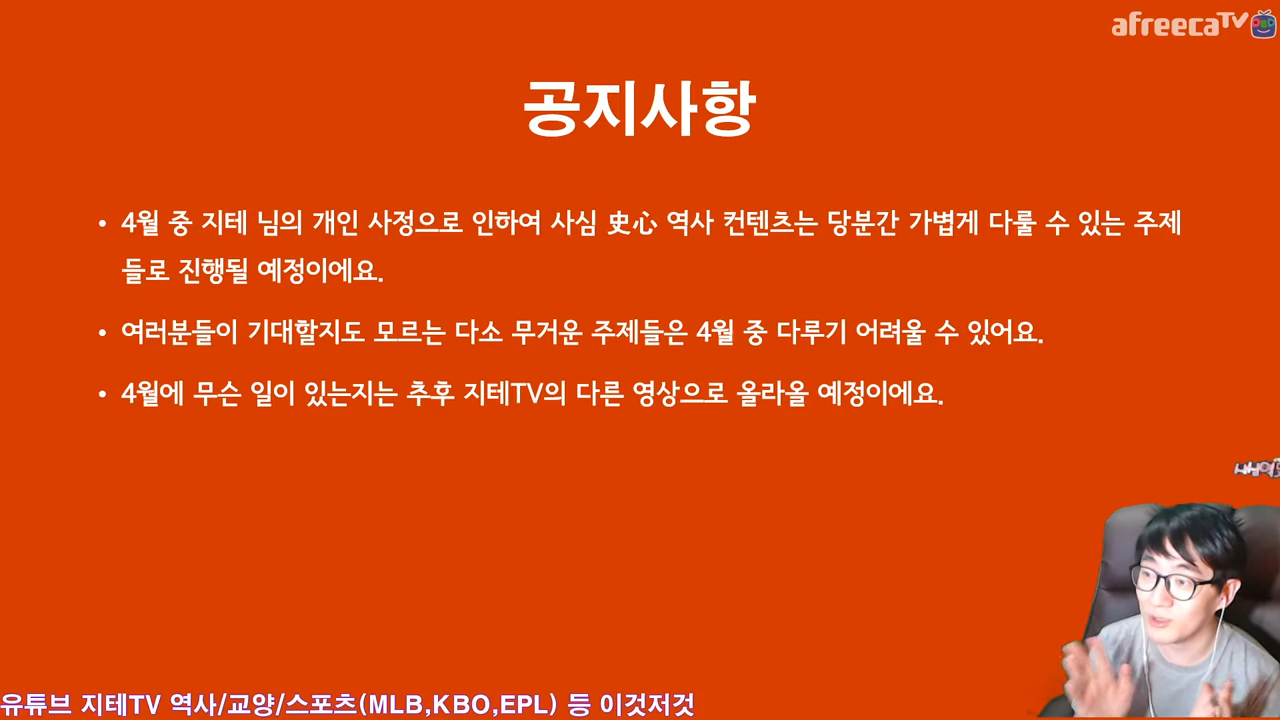 afreecaTV
공지사항
• 4월 중 지테 님의 개인 사정으로 인하여 사심 史心 역사 컨텐츠는 당분간 가볍게 다룰 수 있는 주제
들로 진행될 예정이에요.
• 여러분들이 기대할지도 모르는 다소 무거운 주제들은 4월 중 다루기 어려울 수 있어요.
• 4월에 무슨 일이 있는지는 추후 지테TV의 다른 영상으로 올라올 예정이에요.
유튜브 지테TV 역사/교양/스포츠(MLB,KBO,EPL) 등 이것저것